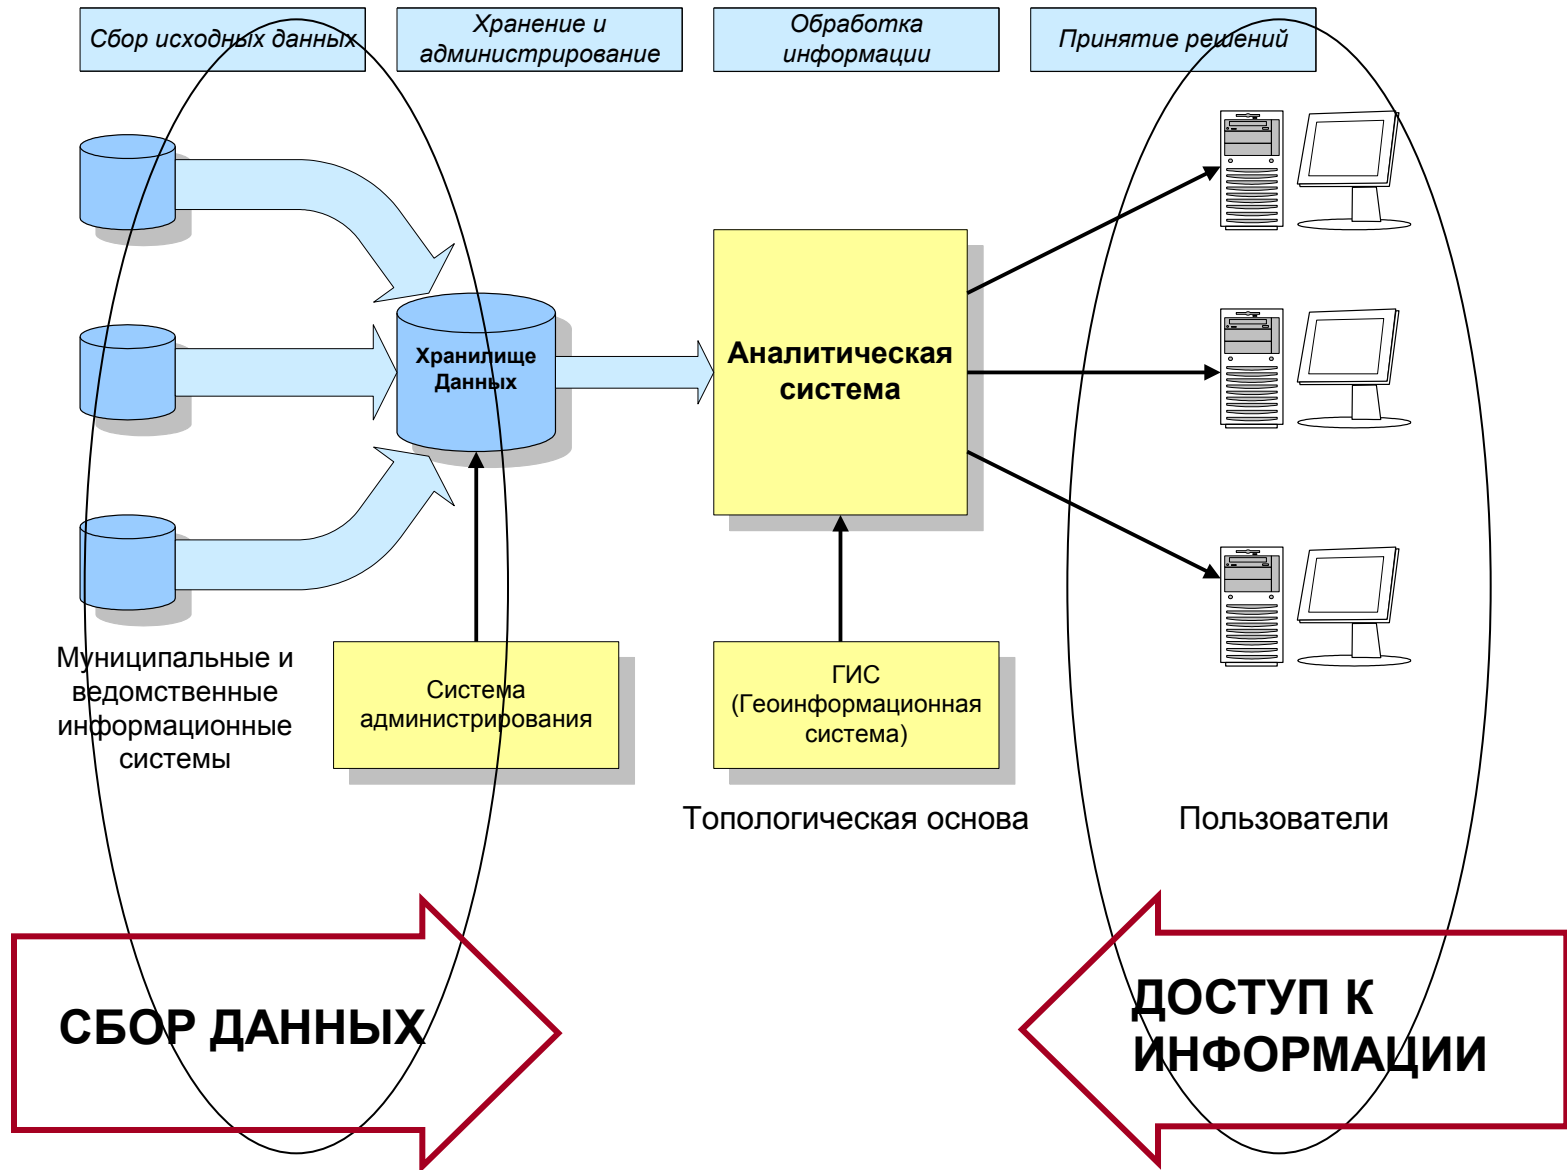 Сбор исходных данных
Хранение и
администрирование
Обработка
информации
Принятие решений
Хранилище
Данных
Аналитическая
система
Муниципальные и
ведомственные
информационные
системы
Система
администрирования
ГИС
(Геоинформационная
система)
Топологическая основа
Пользователи
СБОР ДАННЫХ
ДОСТУП К
ИНФОРМАЦИИ